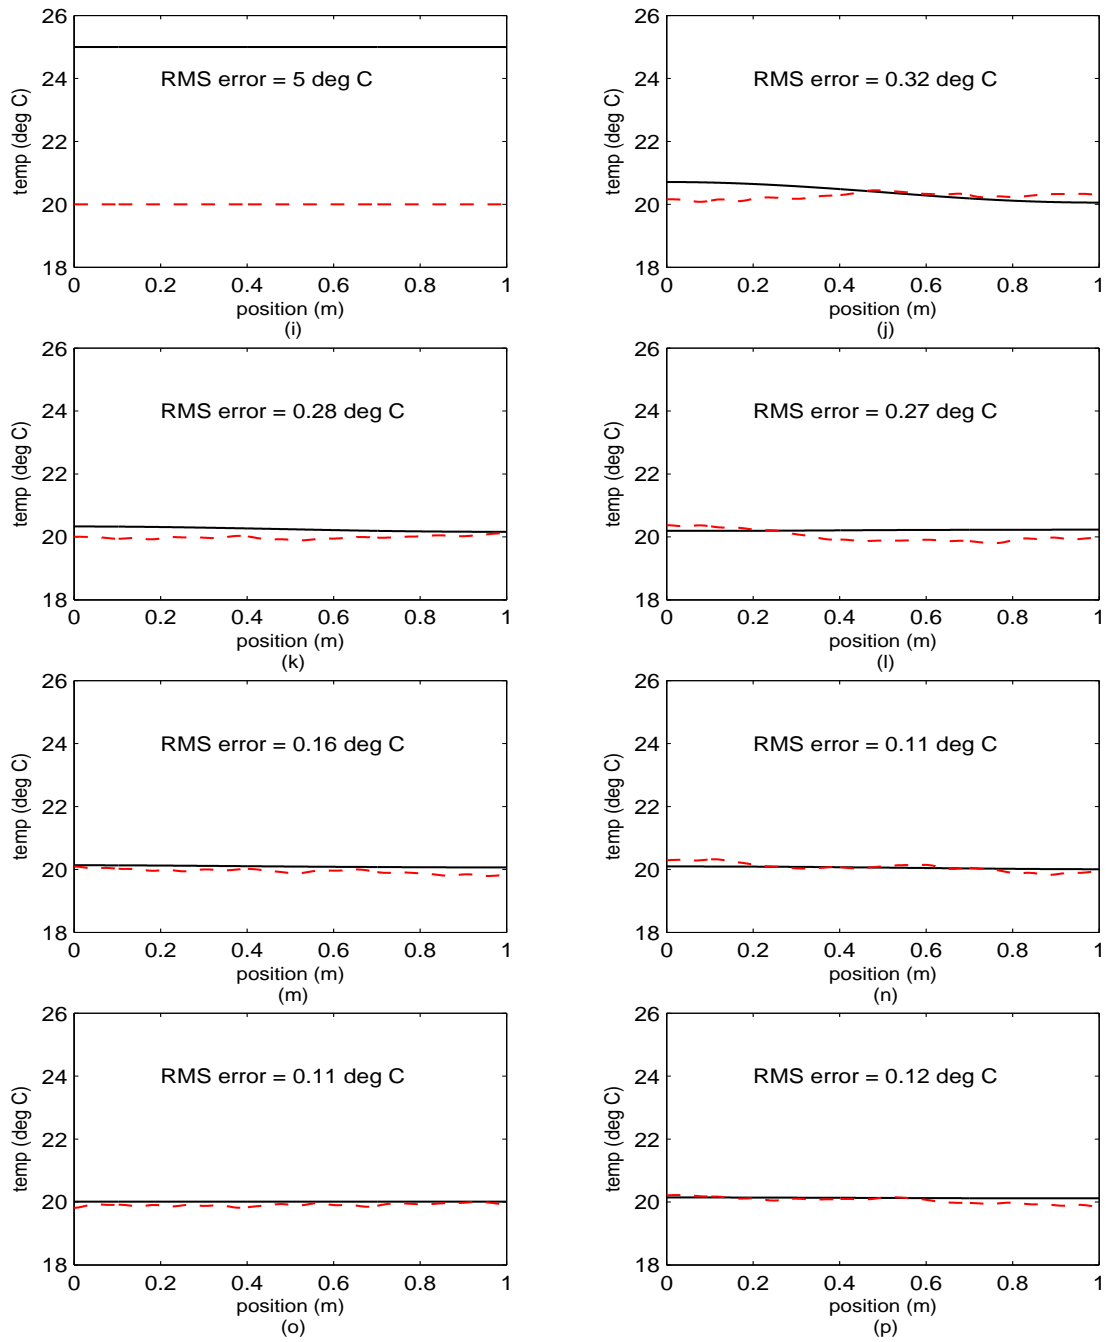 26
24
22
20
18
temp (deg C)
RMS error = 5 deg C
0 0.2 0.4 0.6 0.8 1
position (m)
(i)
26
24
22
20
18
temp (deg C)
RMS error = 0.32 deg C
0 0.2 0.4 0.6 0.8 1
position (m)
(j)
26
24
22
20
18
temp (deg C)
RMS error = 0.28 deg C
0 0.2 0.4 0.6 0.8 1
position (m)
(k)
26
24
22
20
18
temp (deg C)
RMS error = 0.27 deg C
0 0.2 0.4 0.6 0.8 1
position (m)
(l)
26
24
22
20
18
temp (deg C)
RMS error = 0.16 deg C
0 0.2 0.4 0.6 0.8 1
position (m)
(m)
26
24
22
20
18
temp (deg C)
RMS error = 0.11 deg C
0 0.2 0.4 0.6 0.8 1
position (m)
(n)
26
24
22
20
18
temp (deg C)
RMS error = 0.11 deg C
0 0.2 0.4 0.6 0.8 1
position (m)
(o)
26
24
22
20
18
temp (deg C)
RMS error = 0.12 deg C
0 0.2 0.4 0.6 0.8 1
position (m)
(p)